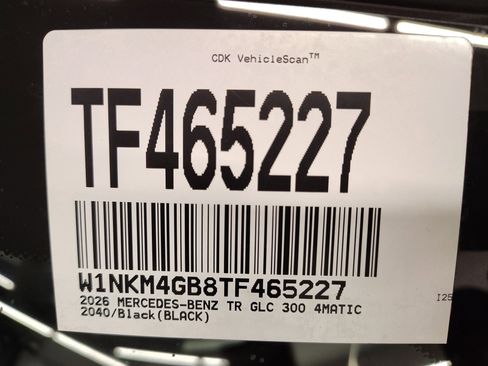 CDK VehicleScan™
TF465227
W1NKM4GB8TF465227
I25
2026 MERCEDES-BENZ TR GLC 300 4MATIC
2040/Black(BLACK)